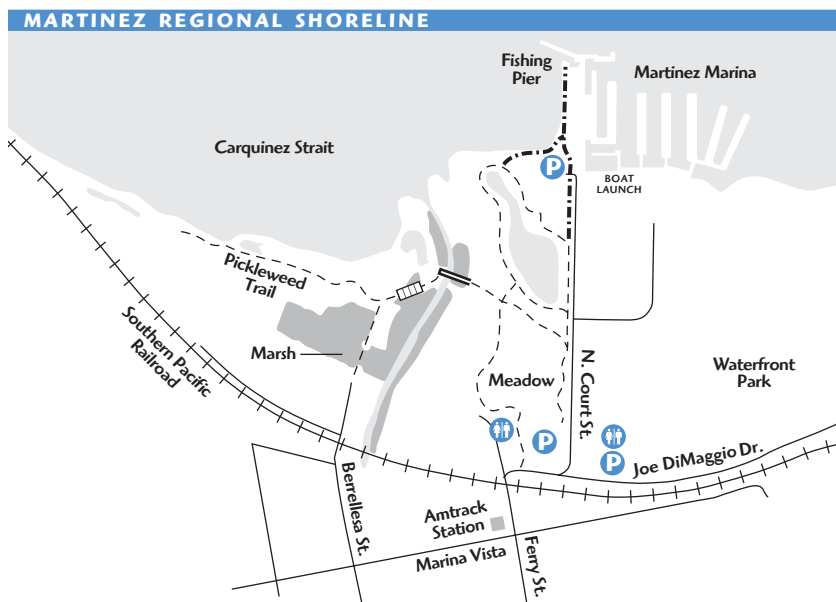 MARTINEZ REGIONAL SHORELINE
Fishing
Pier
Martinez Marina
Carquinez Strait
P
BOAT
LAUNCH
Pickleweed
Trail
Southern Pacific
Railroad
Marsh
Meadow
N. Court St.
Waterfront
Park
P
P
Joe DiMaggio Dr.
Berrellesa St.
Amtrack
Station
Marina Vista
Ferry St.